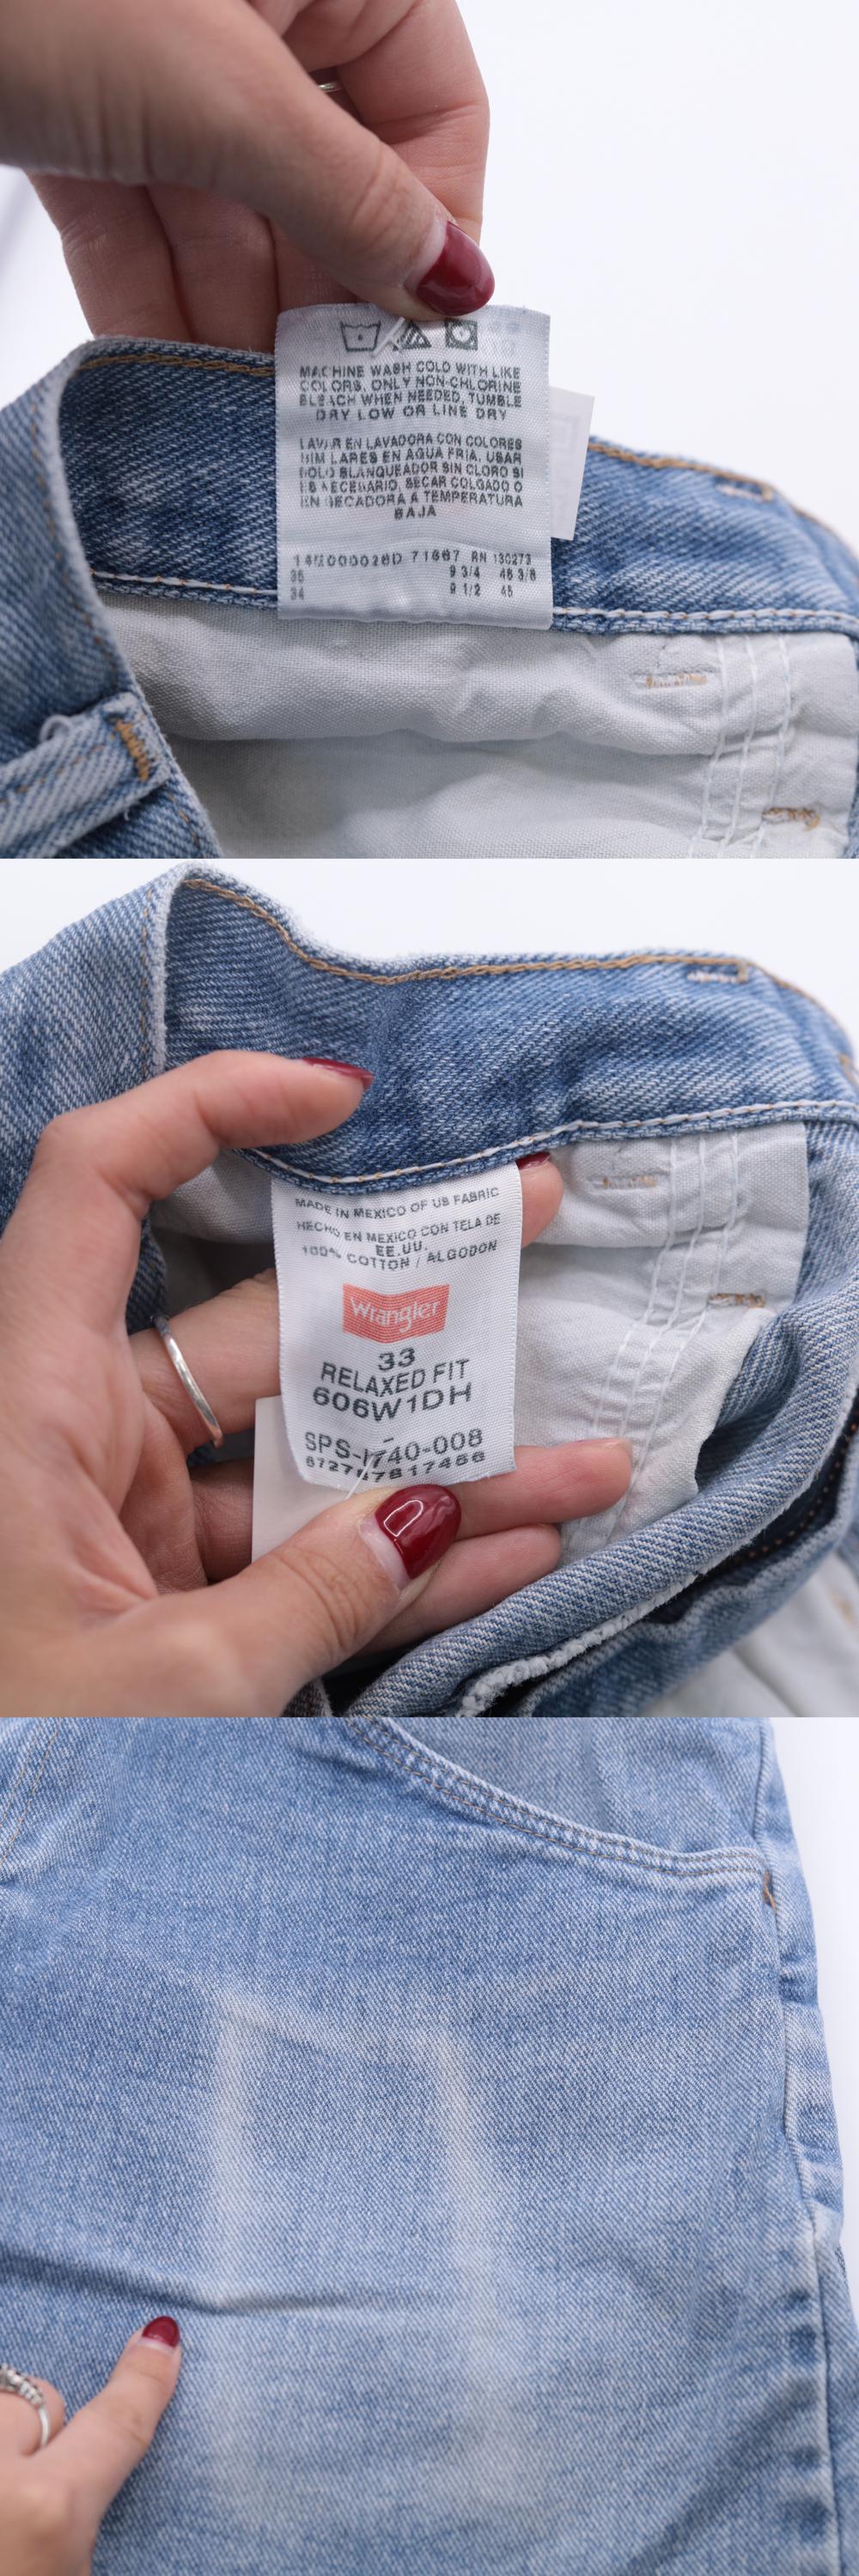 MACHINE WASH COLD WITH LIKE
COLORS, ONLY NON-CHLORINE
BLEACH WHEN NEEDED, TUMBLE
DRY LOW OR LINE DRY
LAVAR EN LAVADORA CON COLORES
SIMILARES EN AGUA FRIA, USAR
SOLO BLANQUEADOR SIN CLORO SI
ES NECESARIO, SECAR COLGADO O
EN SECADORA A TEMPERATURA
BAJA
71667 RN 130273
35 9 3/4 46 3/8
34 9 1/2 45
MADE IN MEXICO OF US FABRIC
HECHO EN MEXICO CON TELA DE
EE.UU.
100% COTTON / ALGODON
Wrangler
33
RELAXED FIT
606W1DH
-
SPS-1740-008